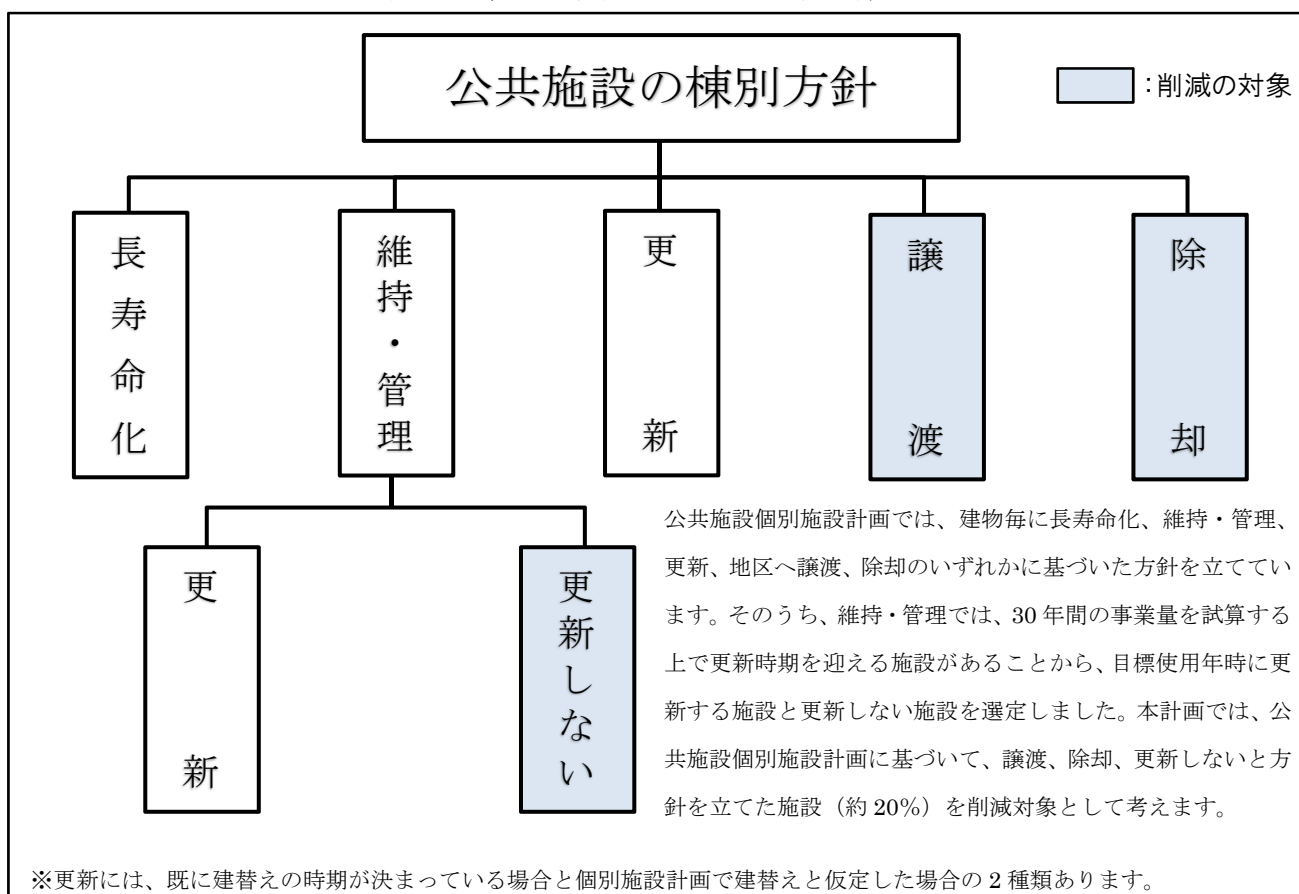 公共施設の棟別方針
:削減の対象
長寿命化
維持・管理
更新
譲渡
除却
更新
更新しない
公共施設個別施設計画では、建物毎に長寿命化、維持・管理、
更新、地区へ譲渡、除却のいずれかに基づいた方針を立ててい
ます。そのうち、維持・管理では、30年間の事業量を試算する
上で更新時期を迎える施設があることから、目標使用年時に更
新する施設と更新しない施設を選定しました。本計画では、公
共施設個別施設計画に基づいて、譲渡、除却、更新しないと方
針を立てた施設（約20％）を削減対象として考えます。
※更新には、既に建替えの時期が決まっている場合と個別施設計画で建替えと仮定した場合の2種類あります。